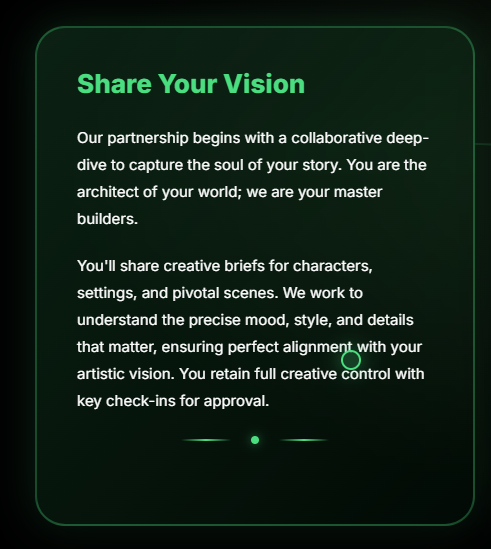 Share Your Vision
Our partnership begins with a collaborative deep-
dive to capture the soul of your story. You are the
architect of your world; we are your master
builders.
You'll share creative briefs for characters,
settings, and pivotal scenes. We work to
understand the precise mood, style, and details
that matter, ensuring perfect alignment with your
artistic vision. You retain full creative control with
key check-ins for approval.